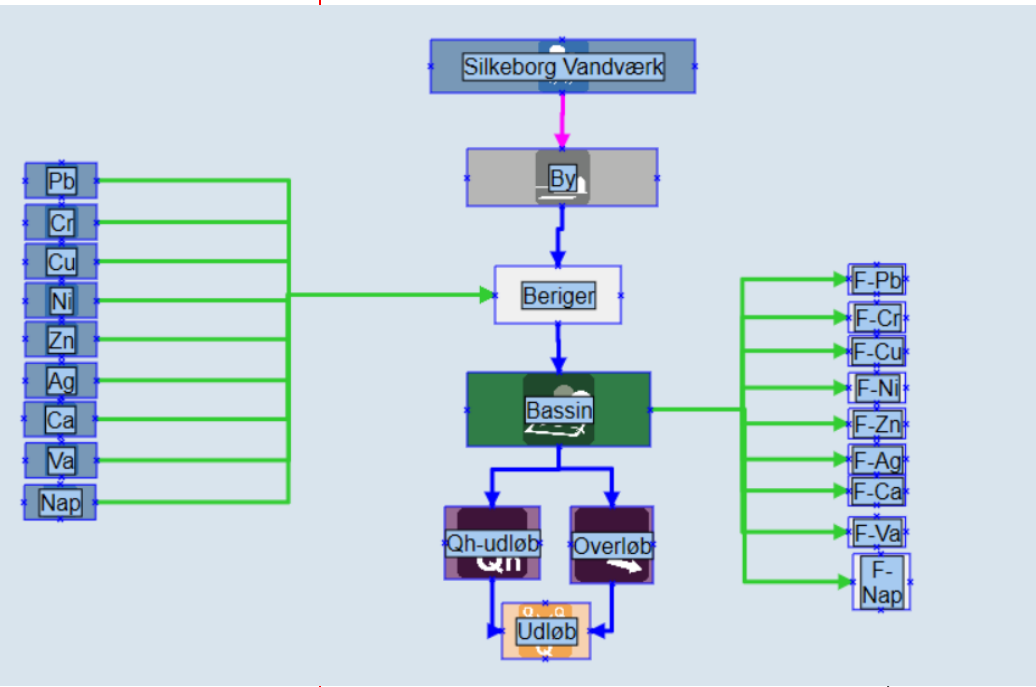 Silkeborg Vandværk
By
Pb
Cr
Cu
Ni
Zn
Ag
Ca
Va
Nap
Beriger
Bassin
F-Pb
F-Cr
F-Cu
F-Ni
F-Zn
F-Ag
F-Ca
F-Va
F-
Nap
Qh-udløb
Qh
Overløb
Udløb